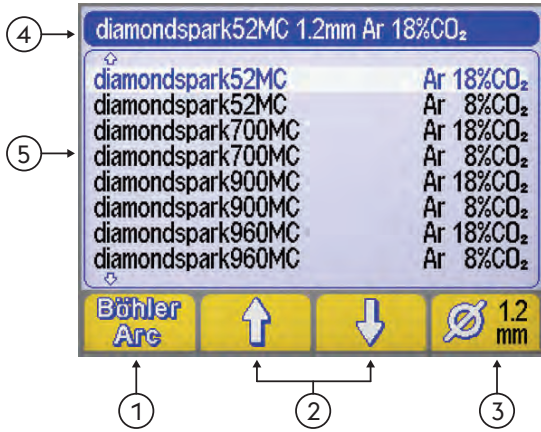 ④ diamondspark52MC 1.2mm Ar 18%CO₂
⑤
diamondspark52MC Ar 18%CO₂
diamondspark52MC Ar 8%CO₂
diamondspark700MC Ar 18%CO₂
diamondspark700MC Ar 8%CO₂
diamondspark900MC Ar 18%CO₂
diamondspark900MC Ar 8%CO₂
diamondspark960MC Ar 18%CO₂
diamondspark960MC Ar 8%CO₂
Böhler
Arc
1.2
mm
① ② ③